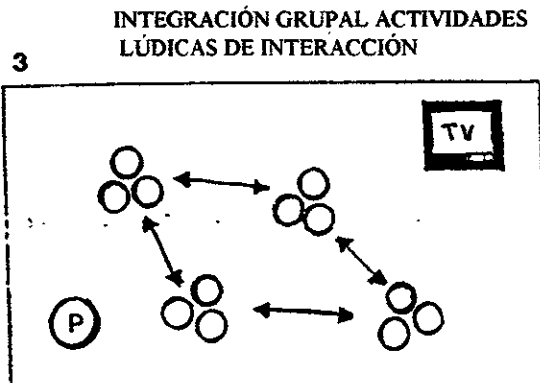 INTEGRACIÓN GRUPAL ACTIVIDADES
LÚDICAS DE INTERACCIÓN
3
TV
P